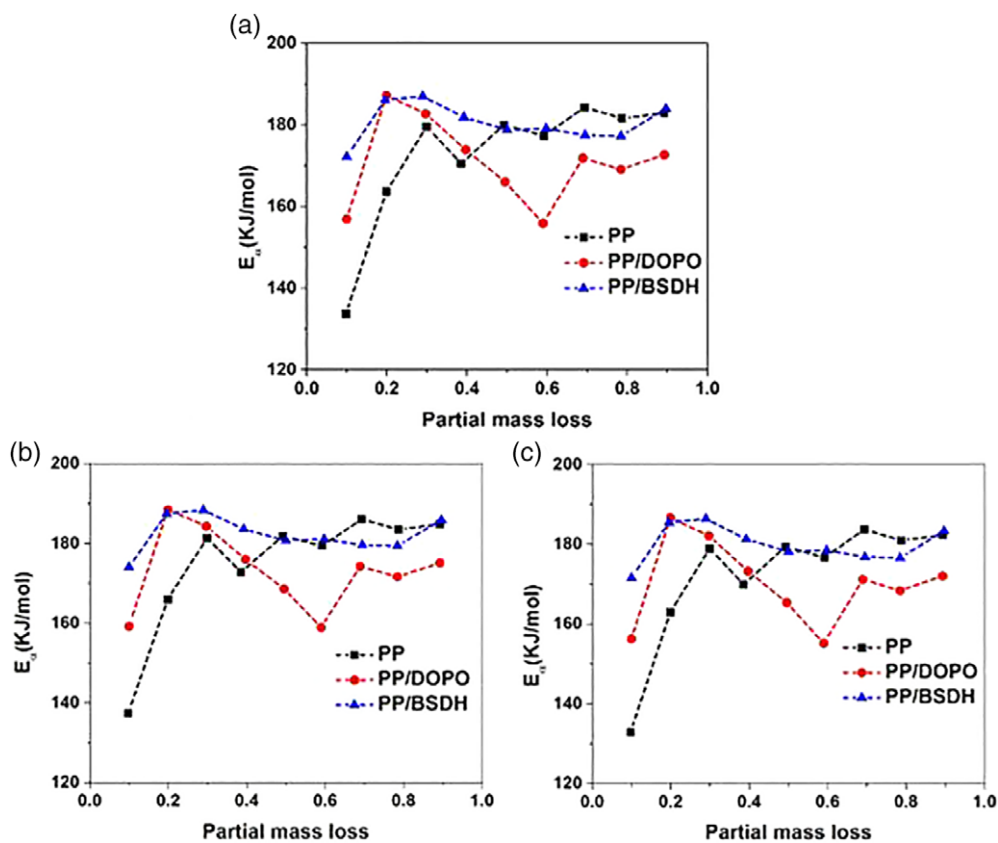 (a)
200
180
160
140
120
Eα(KJ/mol)
PP
PP/DOPO
PP/BSDH
0.0 0.2 0.4 0.6 0.8 1.0
Partial mass loss
(b)
200
180
160
140
120
Eα(KJ/mol)
PP
PP/DOPO
PP/BSDH
0.0 0.2 0.4 0.6 0.8 1.0
Partial mass loss
(c)
200
180
160
140
120
Eα(KJ/mol)
PP
PP/DOPO
PP/BSDH
0.0 0.2 0.4 0.6 0.8 1.0
Partial mass loss